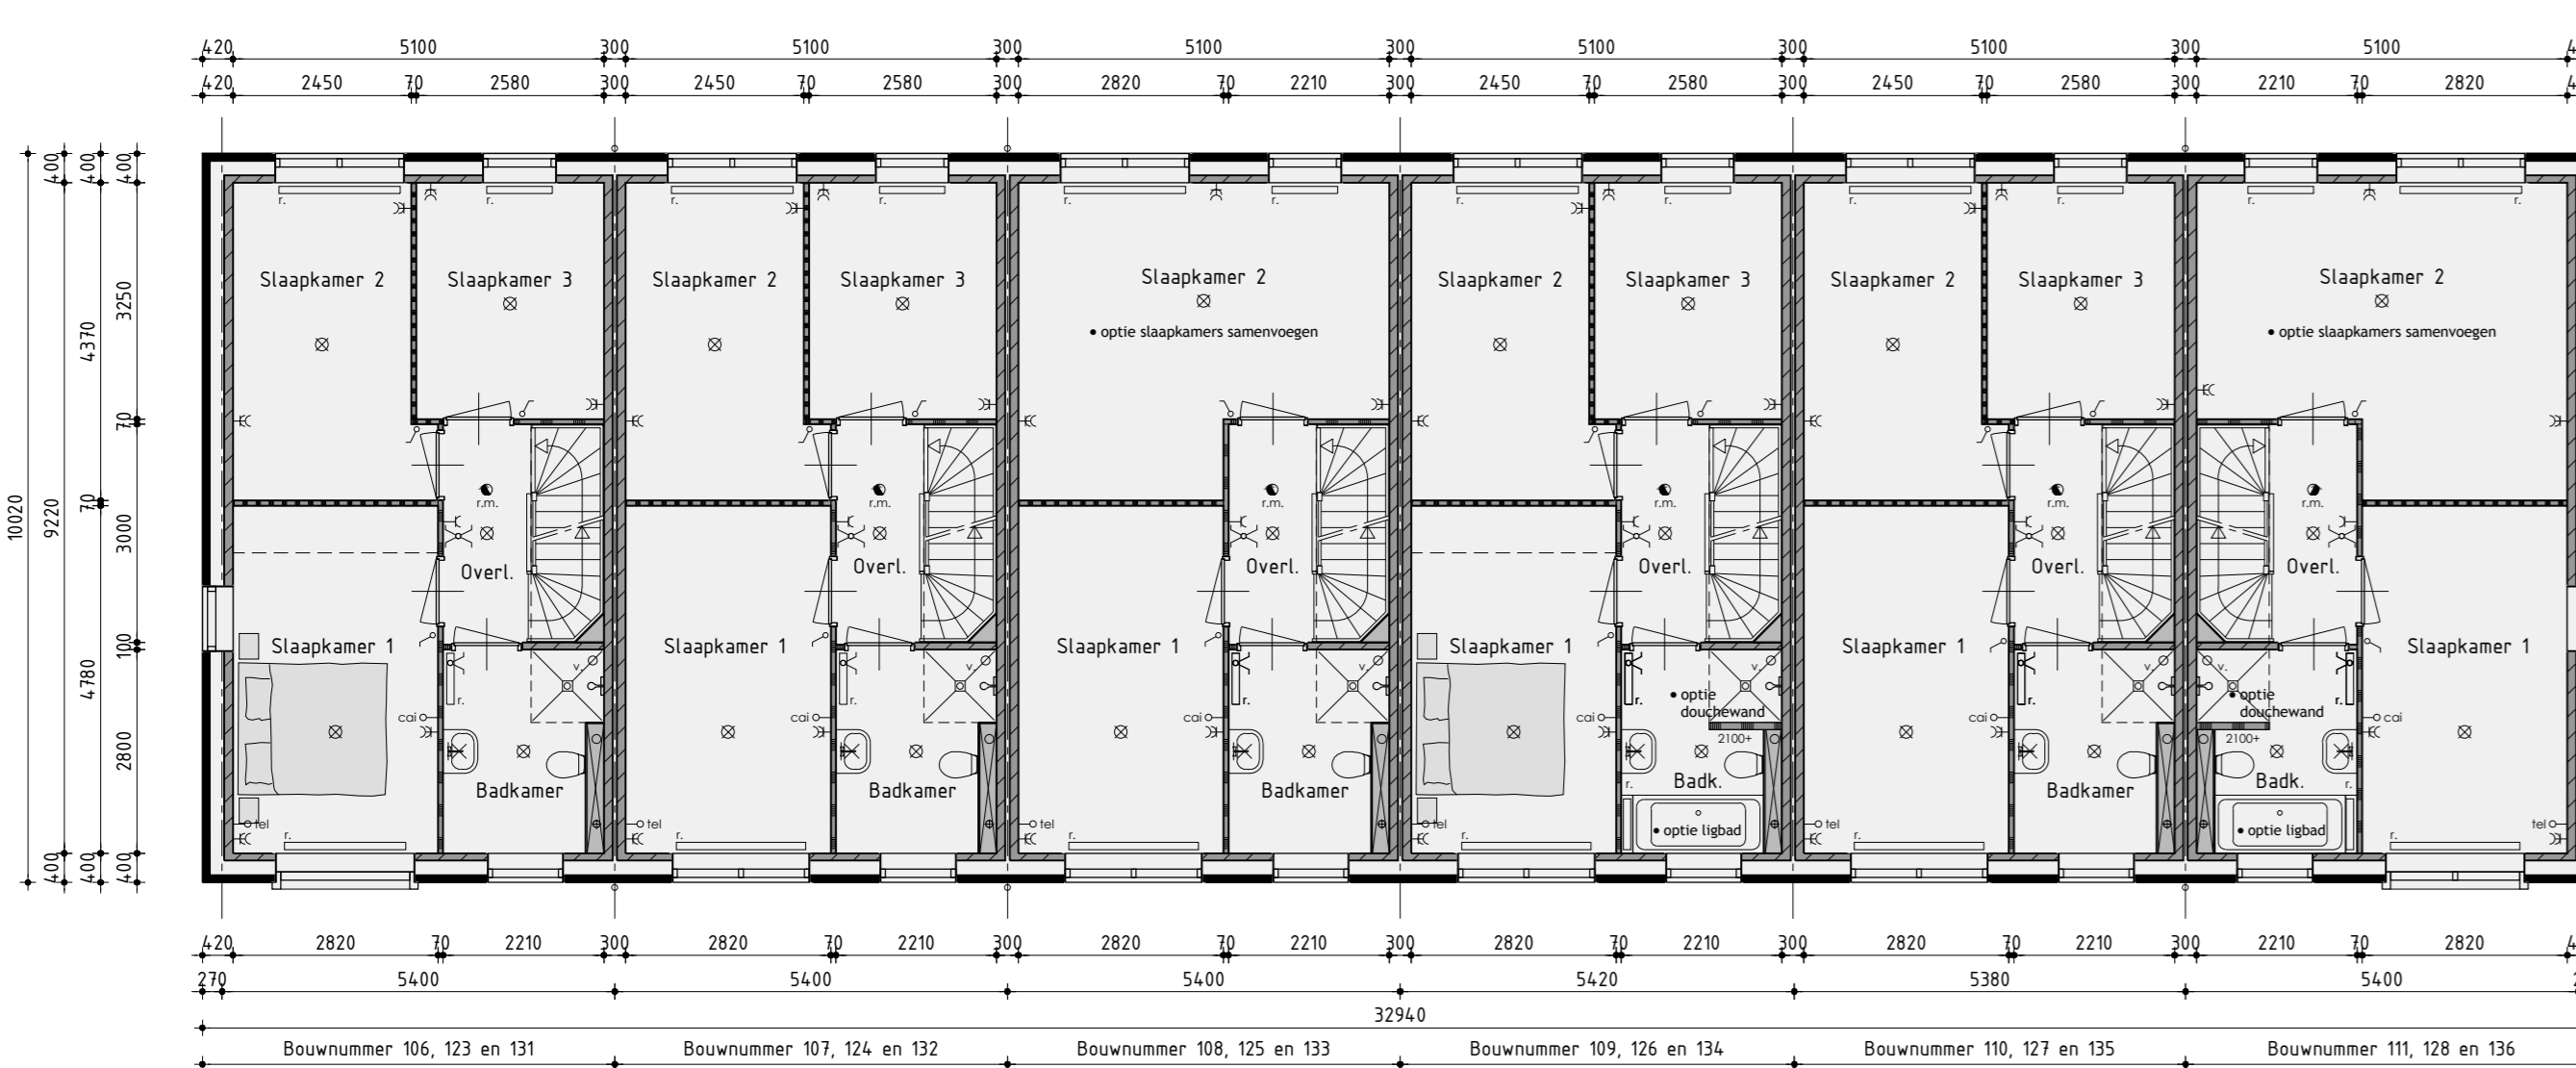 420 5100 300 5100 300 5100 300 5100 300 5100 300 5100
420 2450 70 2580 300 2450 70 2580 300 2820 70 2210 300 2450 70 2580 300 2450 70 2580 300 2210 70 2820
400 400 400
r. r. r. r. r. r. r. r. r. r. r. r.
Slaapkamer 2 Slaapkamer 3 Slaapkamer 2 Slaapkamer 3 Slaapkamer 2 Slaapkamer 2 Slaapkamer 3 Slaapkamer 2 Slaapkamer 3 Slaapkamer 2
• optie slaapkamers samenvoegen • optie slaapkamers samenvoegen
10020 9220 4370 3250
70
70 3000
r.m. r.m. r.m. r.m. r.m. r.m.
Overl. Overl. Overl. Overl. Overl. Overl.
100
4780 2800
Slaapkamer 1 Slaapkamer 1 Slaapkamer 1 Slaapkamer 1 Slaapkamer 1 Slaapkamer 1
v. v. v. v. v. v.
r. r. r. • optie r. • optie r.
douchewand douchewand
cai cai cai cai cai cai
2100+ 2100+
Badkamer Badkamer Badkamer Badk. Badkamer Badk.
r. r.
tel tel tel tel tel tel
• optie ligbad • optie ligbad
r. r. r. r. r. r.
400 400 400
420 2820 70 2210 300 2820 70 2210 300 2820 70 2210 300 2820 70 2210 300 2820 70 2210 300 2210 70 2820
270 5400 5400 5400 5420 5380 5400
32940
Bouwnummer 106, 123 en 131 Bouwnummer 107, 124 en 132 Bouwnummer 108, 125 en 133 Bouwnummer 109, 126 en 134 Bouwnummer 110, 127 en 135 Bouwnummer 111, 128 en 136